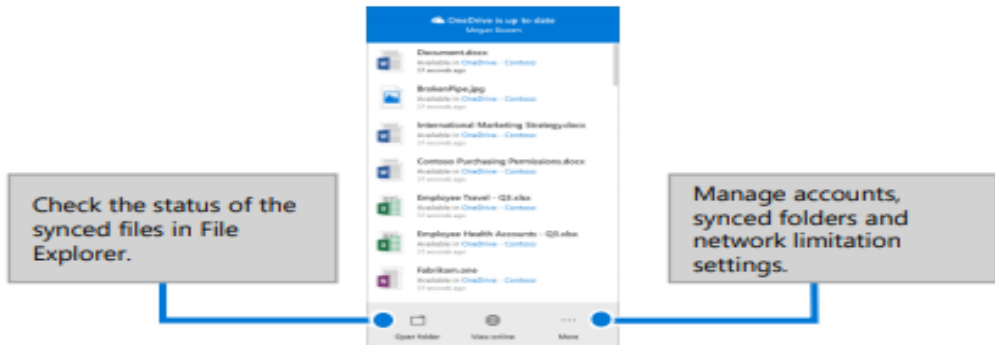 OneDrive is up to date
Megan Bowen
Document.docx
Available in OneDrive - Contoso
51 seconds ago
BrokenPipe.jpg
Available in OneDrive - Contoso
International Marketing Strategy.docx
Available in OneDrive - Contoso
Contoso Purchasing Permissions.docx
Available in OneDrive - Contoso
Check the status of the
synced files in File
Explorer.
Employee Travel - Q3.xlsx
Available in OneDrive - Contoso
Employee Health Accounts - Q3.xlsx
Available in OneDrive - Contoso
Fabrikam.one
Available in OneDrive - Contoso
Manage accounts,
synced folders and
network limitation
settings.
Open folder
View online
More